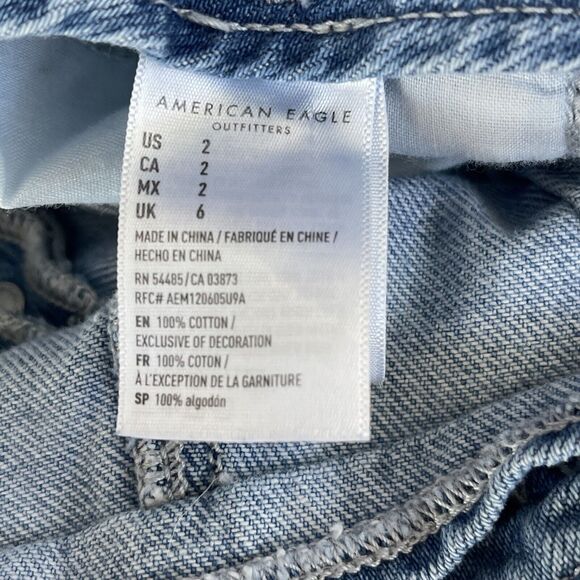 AMERICAN EAGLE
OUTFITTERS
US 2
CA 2
MX 2
UK 6
MADE IN CHINA / FABRIQUÉ EN CHINE /
HECHO EN CHINA
RN 54485/CA 03873
RFC# AEM120605U9A
EN 100% COTTON /
EXCLUSIVE OF DECORATION
FR 100% COTON /
À L'EXCEPTION DE LA GARNITURE
SP 100% algodón